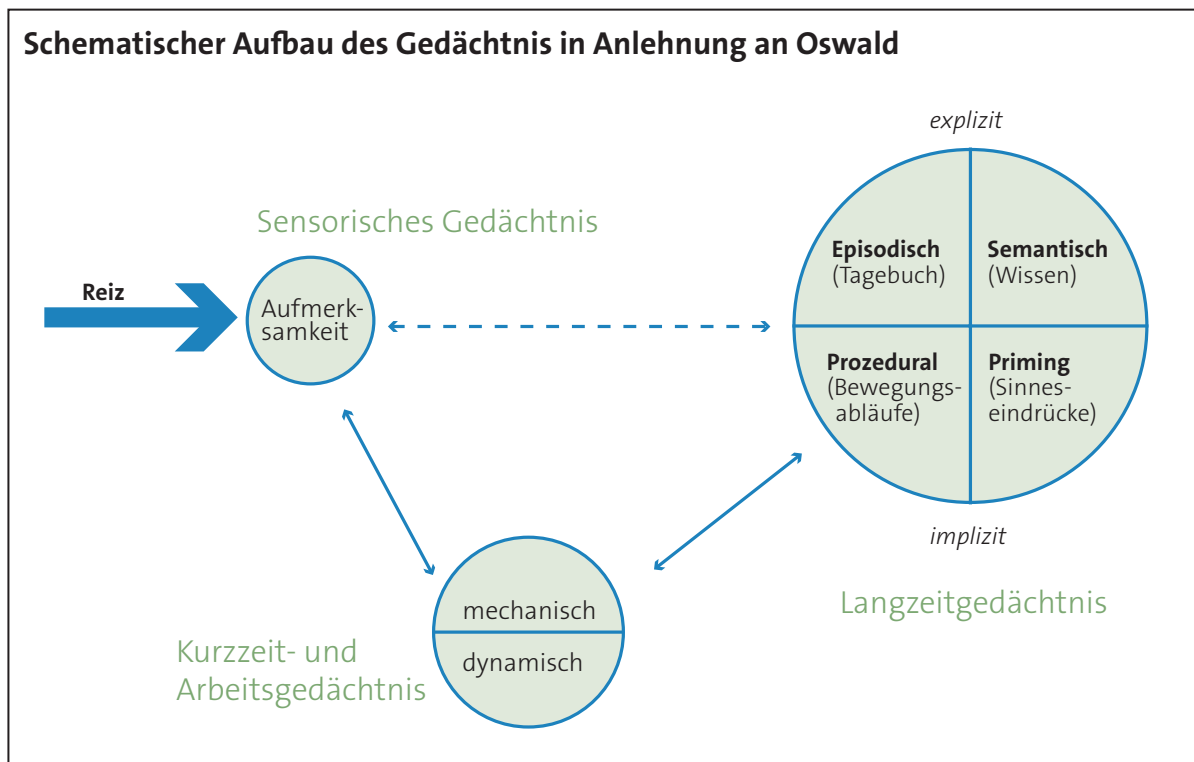 Schematischer Aufbau des Gedächtnis in Anlehnung an Oswald
explizit
Sensorisches Gedächtnis
Reiz
Aufmerk-
samkeit
Episodisch
(Tagebuch)
Semantisch
(Wissen)
Prozedural
(Bewegungs-
abläufe)
Priming
(Sinnes-
eindrücke)
implizit
Langzeitgedächtnis
mechanisch
dynamisch
Kurzzeit- und
Arbeitsgedächtnis